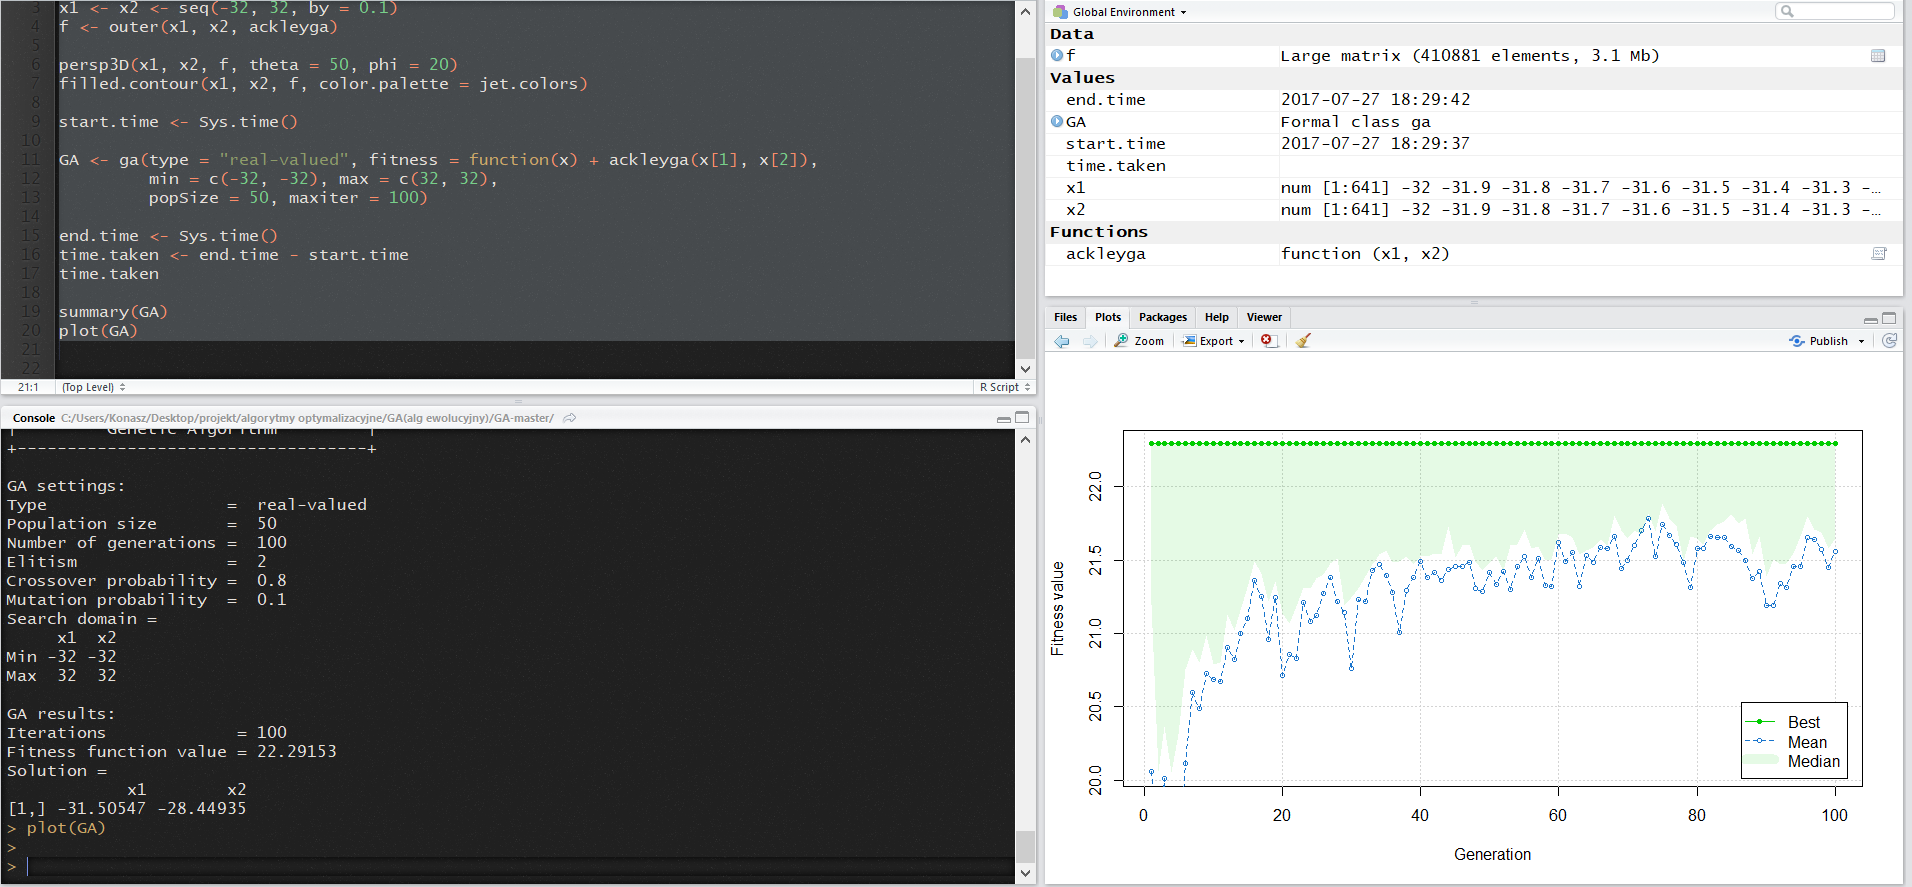 3 x1 <- x2 <- seq(-32, 32, by = 0.1)
4 f <- outer(x1, x2, ackleyga)
5
6 persp3D(x1, x2, f, theta = 50, phi = 20)
7 filled.contour(x1, x2, f, color.palette = jet.colors)
8
9 start.time <- Sys.time()
10
11 GA <- ga(type = "real-valued", fitness = function(x) + ackleyga(x[1], x[2]),
12 min = c(-32, -32), max = c(32, 32),
13 popSize = 50, maxiter = 100)
14
15 end.time <- Sys.time()
16 time.taken <- end.time - start.time
17 time.taken
18
19 summary(GA)
20 plot(GA)
21
22
21:1 (Top Level) R Script
Console C:/Users/Konasz/Desktop/projekt/algorytmy optymalizacyjne/GA(alg ewolucyjny)/GA-master/
| Genetic Algorithm |
+-----------------------------------+
GA settings:
Type = real-valued
Population size = 50
Number of generations = 100
Elitism = 2
Crossover probability = 0.8
Mutation probability = 0.1
Search domain =
x1 x2
Min -32 -32
Max 32 32
GA results:
Iterations = 100
Fitness function value = 22.29153
Solution =
x1 x2
[1,] -31.50547 -28.44935
> plot(GA)
>
>
Global Environment
Data
f Large matrix (410881 elements, 3.1 Mb)
Values
end.time 2017-07-27 18:29:42
GA Formal class ga
start.time 2017-07-27 18:29:37
time.taken
x1 num [1:641] -32 -31.9 -31.8 -31.7 -31.6 -31.5 -31.4 -31.3 -...
x2 num [1:641] -32 -31.9 -31.8 -31.7 -31.6 -31.5 -31.4 -31.3 -...
Functions
ackleyga function (x1, x2)
Files Plots Packages Help Viewer
Zoom Export Publish
Fitness value
22.0
21.5
21.0
20.5
20.0
Best
Mean
Median
0 20 40 60 80 100
Generation